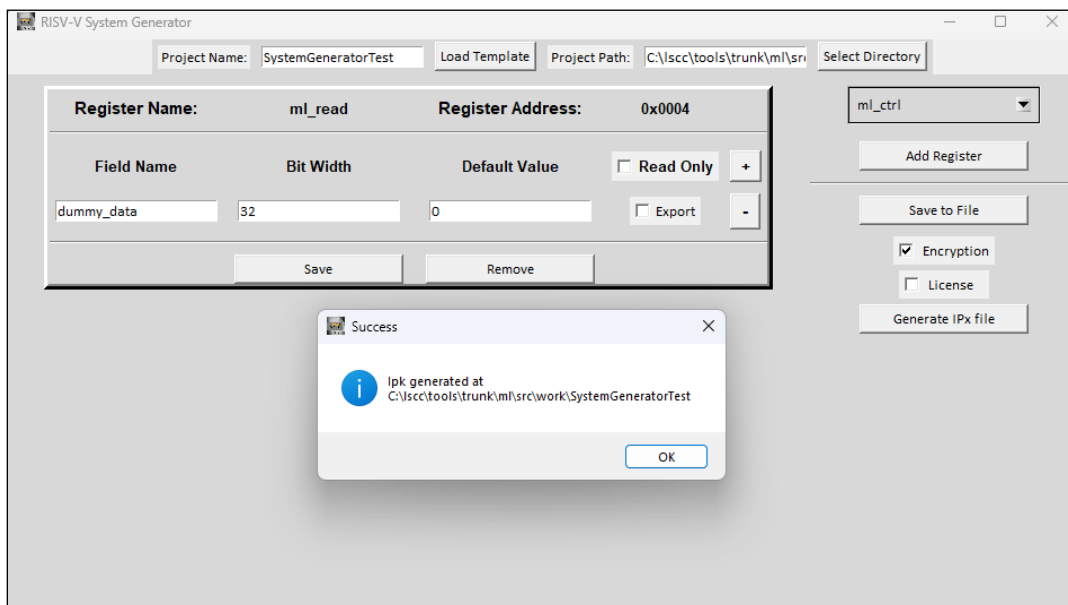 RISV-V System Generator
Project Name: SystemGeneratorTest Load Template Project Path: C:\lscc\tools\trunk\ml\sr Select Directory
Register Name: ml_read Register Address: 0x0004
ml_ctrl
Add Register
Field Name Bit Width Default Value Read Only +
dummy_data 32 0 Export -
Save Remove
Save to File
Encryption
License
Generate IPx file
Success
Ipk generated at
C:\lscc\tools\trunk\ml\src\work\SystemGeneratorTest
OK